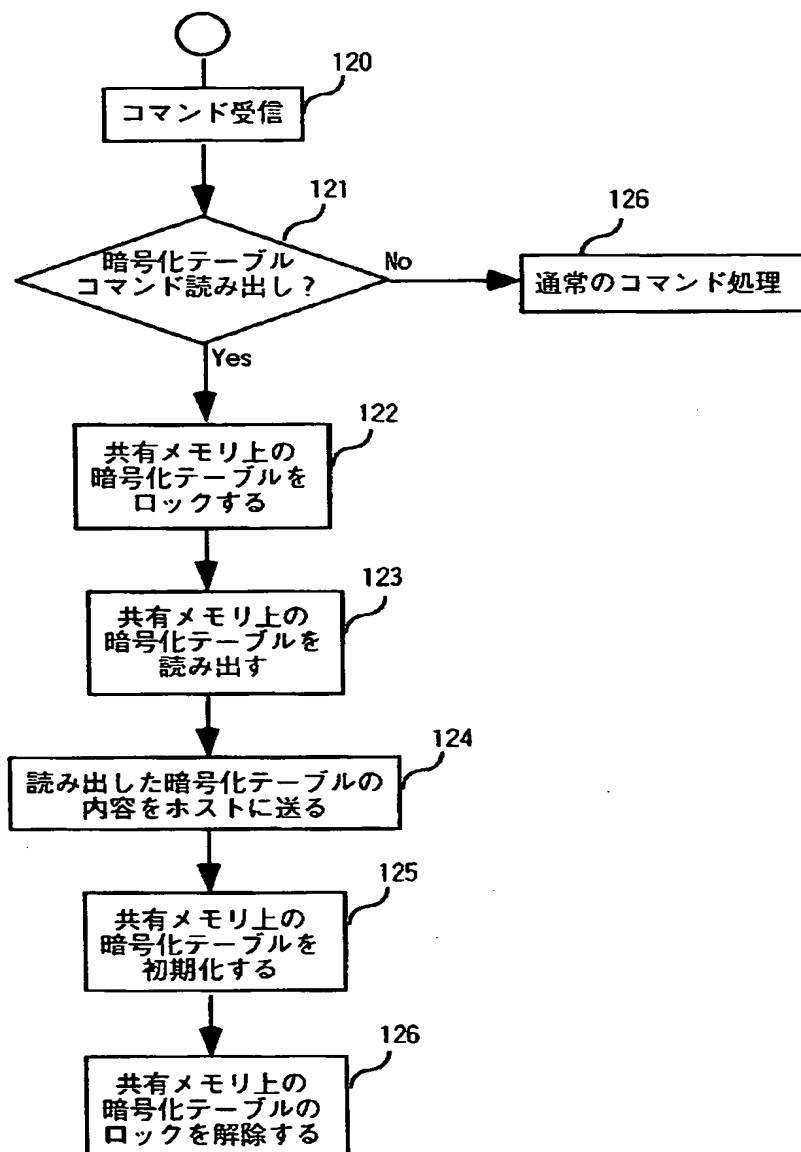 120
コマンド受信
121
暗号化テーブル
コマンド読み出し?
No
126
通常のコマンド処理
Yes
122
共有メモリ上の
暗号化テーブルを
ロックする
123
共有メモリ上の
暗号化テーブルを
読み出す
124
読み出した暗号化テーブルの
内容をホストに送る
125
共有メモリ上の
暗号化テーブルを
初期化する
126
共有メモリ上の
暗号化テーブルの
ロックを解除する